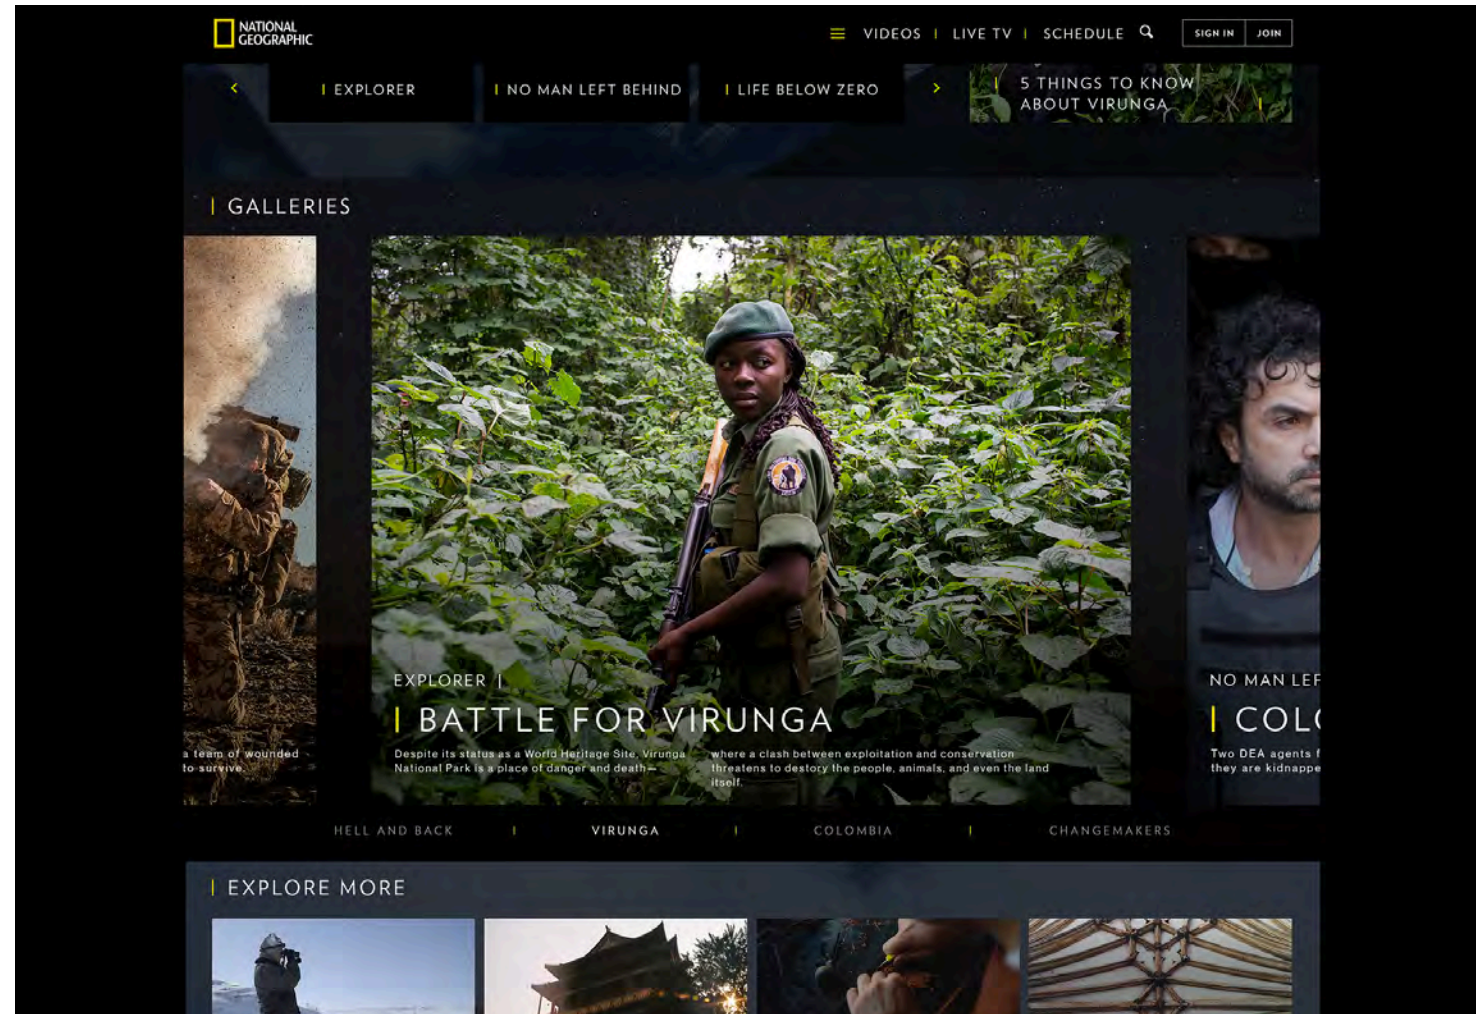 NATIONAL
GEOGRAPHIC
VIDEOS
LIVE TV
SCHEDULE
SIGN IN
JOIN
EXPLORER
NO MAN LEFT BEHIND
LIFE BELOW ZERO
5 THINGS TO KNOW
ABOUT VIRUNGA
GALLERIES
a team of wounded
to survive.
EXPLORER |
BATTLE FOR VIRUNGA
Despite its status as a World Heritage Site, Virunga
National Park is a place of danger and death—
where a clash between exploitation and conservation
threatens to destory the people, animals, and even the land
itself.
NO MAN LEF
COLO
Two DEA agents f
they are kidnappe
HELL AND BACK
VIRUNGA
COLOMBIA
CHANGEMAKERS
EXPLORE MORE